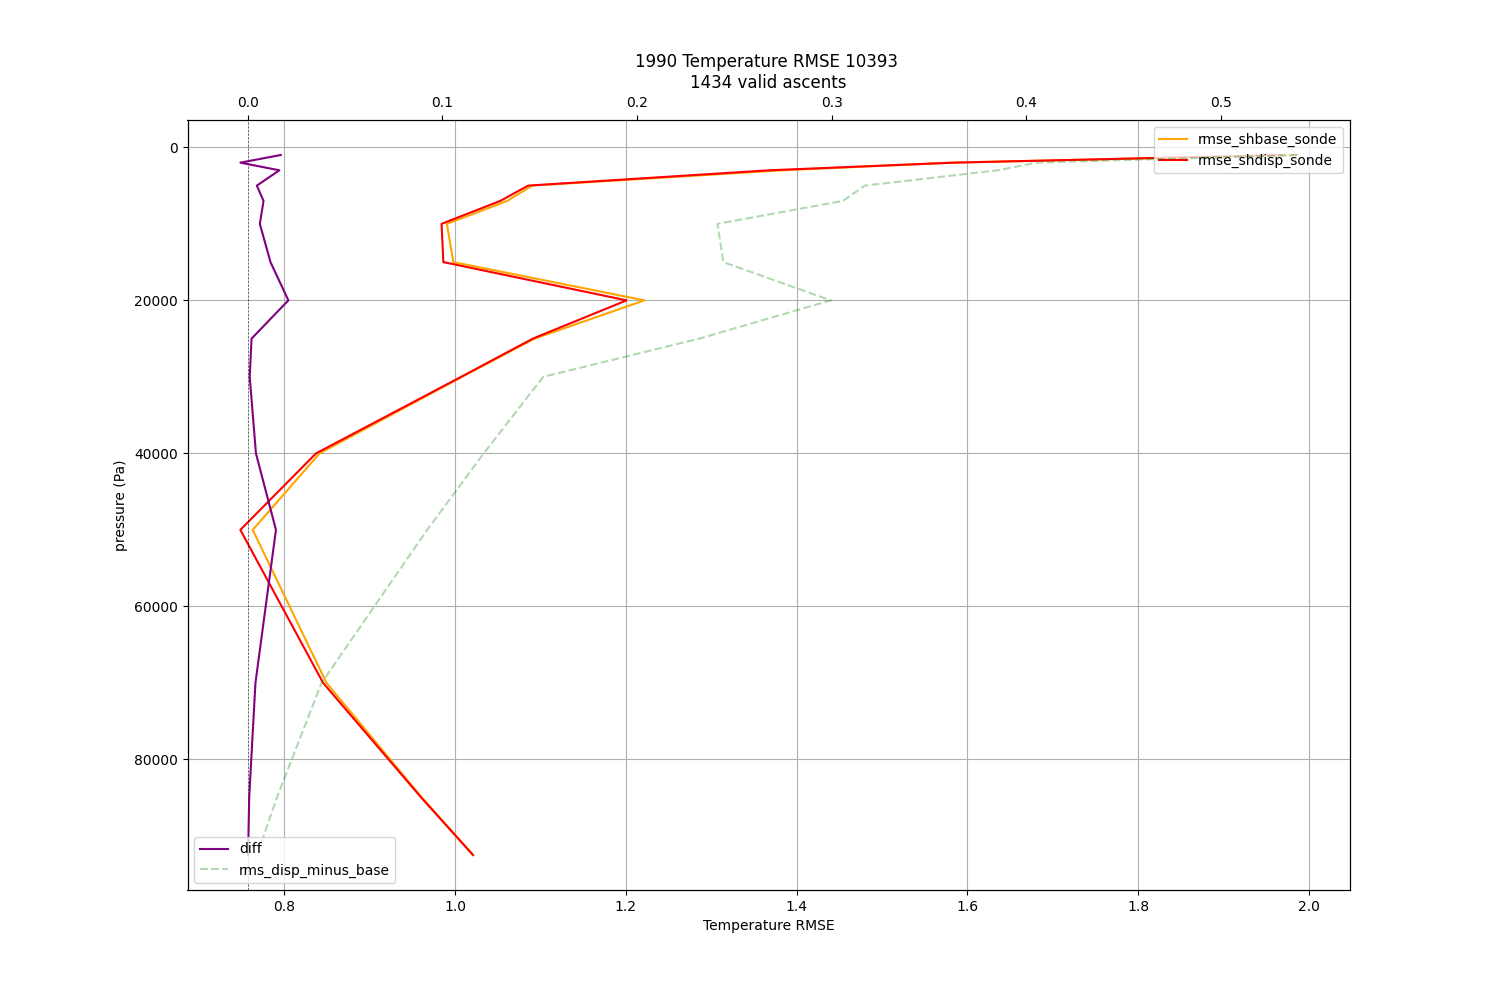 1990 Temperature RMSE 10393
1434 valid ascents
0.0 0.1 0.2 0.3 0.4 0.5
rmse_shbase_sonde
rmse_shdisp_sonde
0
20000
40000
60000
80000
pressure (Pa)
diff
rms_disp_minus_base
0.8 1.0 1.2 1.4 1.6 1.8 2.0
Temperature RMSE